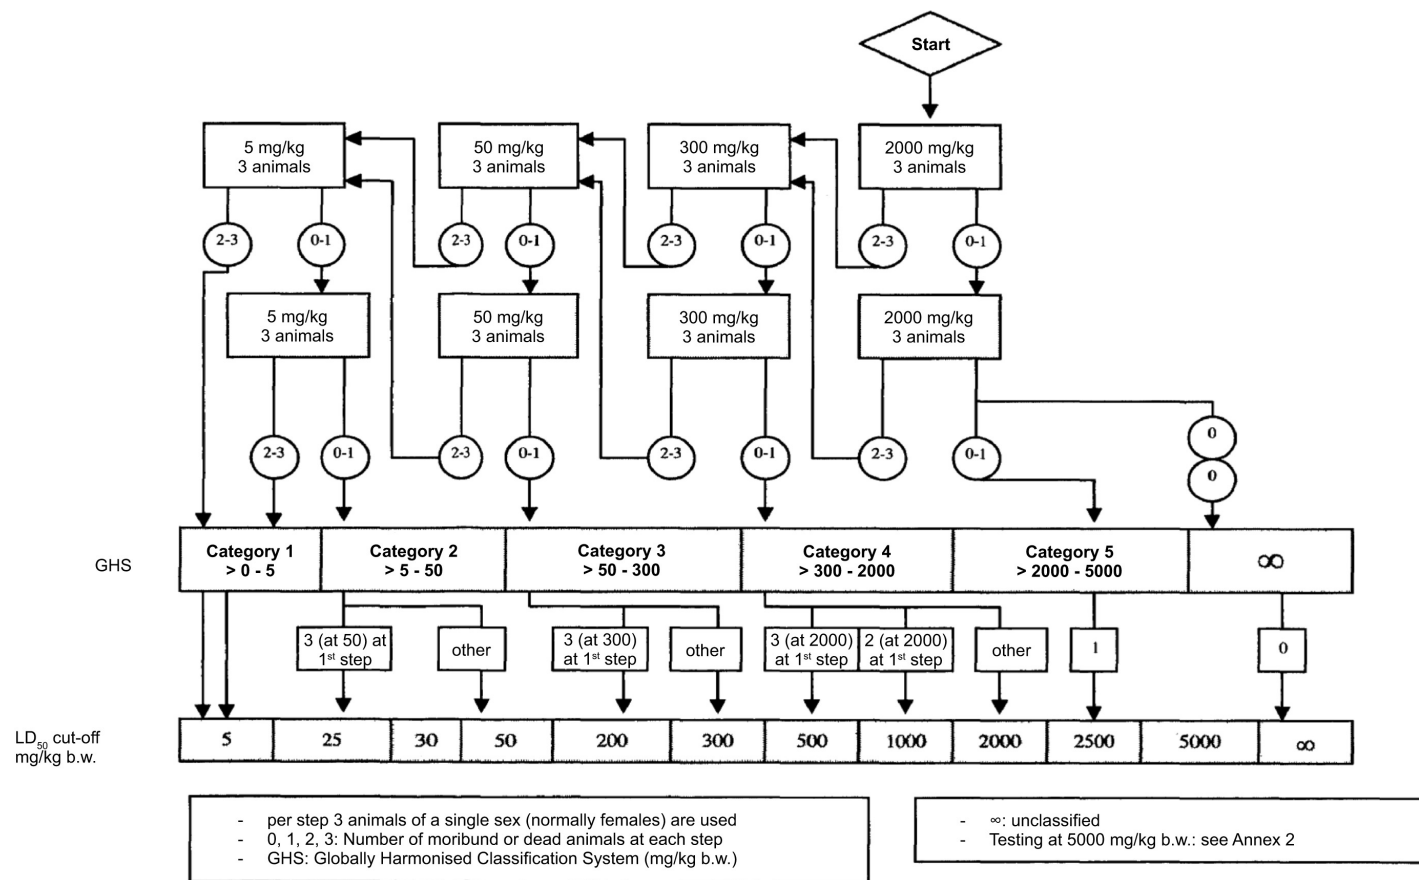 Start
5 mg/kg
3 animals
50 mg/kg
3 animals
300 mg/kg
3 animals
2000 mg/kg
3 animals
2-3
0-1
2-3
0-1
2-3
0-1
2-3
0-1
5 mg/kg
3 animals
50 mg/kg
3 animals
300 mg/kg
3 animals
2000 mg/kg
3 animals
2-3
0-1
2-3
0-1
2-3
0-1
2-3
0-1
0
0
GHS
Category 1
> 0 - 5
Category 2
> 5 - 50
Category 3
> 50 - 300
Category 4
> 300 - 2000
Category 5
> 2000 - 5000
∞
3 (at 50) at
1st step
other
3 (at 300)
at 1st step
other
3 (at 2000)
at 1st step
2 (at 2000)
at 1st step
other
1
0
LD50 cut-off
mg/kg b.w.
5
25
30
50
200
300
500
1000
2000
2500
5000
∞
- per step 3 animals of a single sex (normally females) are used
- 0, 1, 2, 3: Number of moribund or dead animals at each step
- GHS: Globally Harmonised Classification System (mg/kg b.w.)
- ∞: unclassified
- Testing at 5000 mg/kg b.w.: see Annex 2